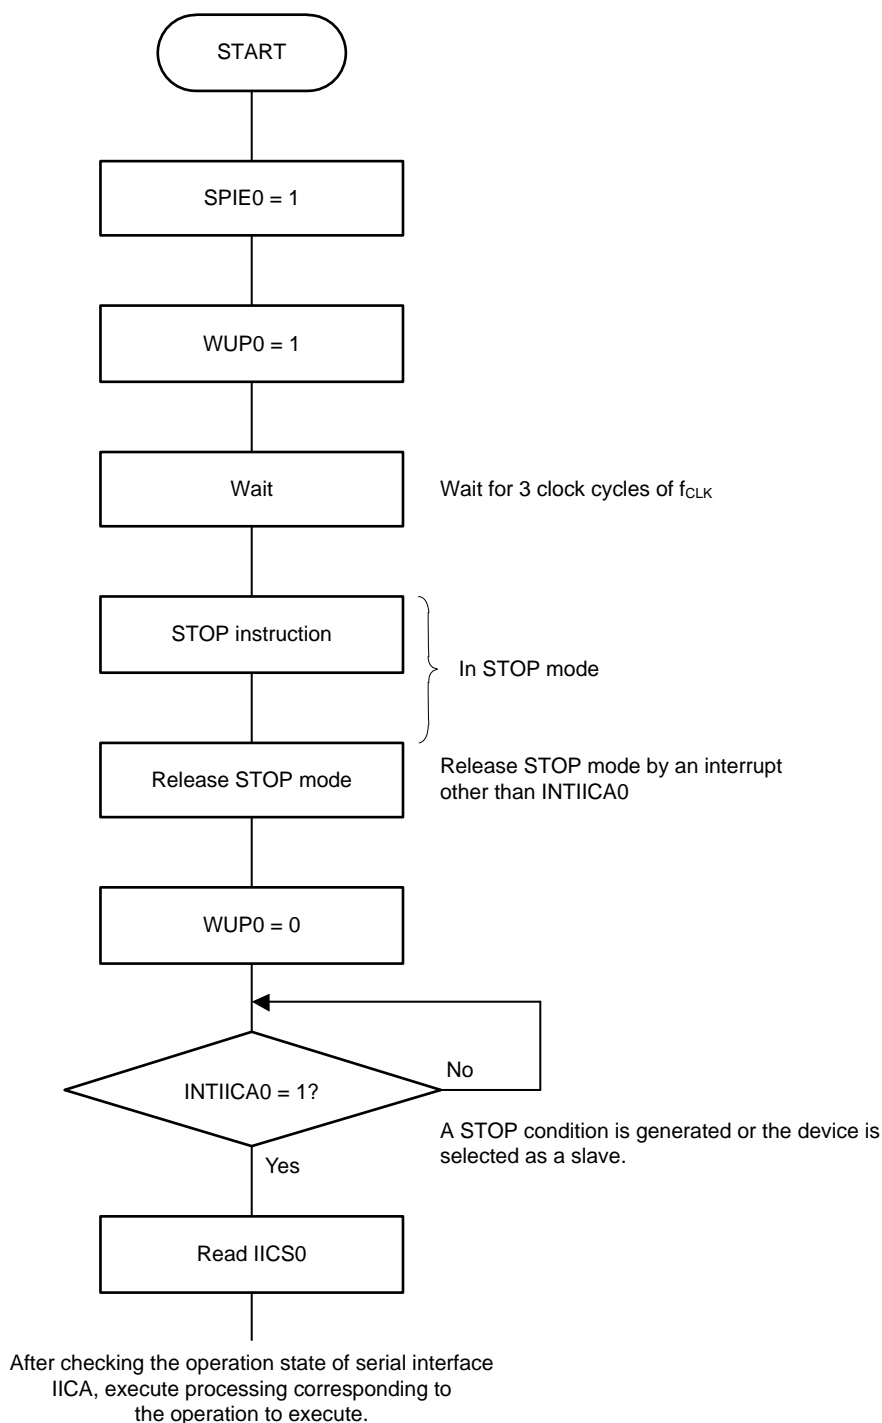 START
SPIE0 = 1
WUP0 = 1
Wait
Wait for 3 clock cycles of fCLK
STOP instruction
In STOP mode
Release STOP mode
Release STOP mode by an interrupt
other than INTIICA0
WUP0 = 0
No
INTIICA0 = 1?
A STOP condition is generated or the device is
selected as a slave.
Yes
Read IICS0
After checking the operation state of serial interface
IICA, execute processing corresponding to
the operation to execute.